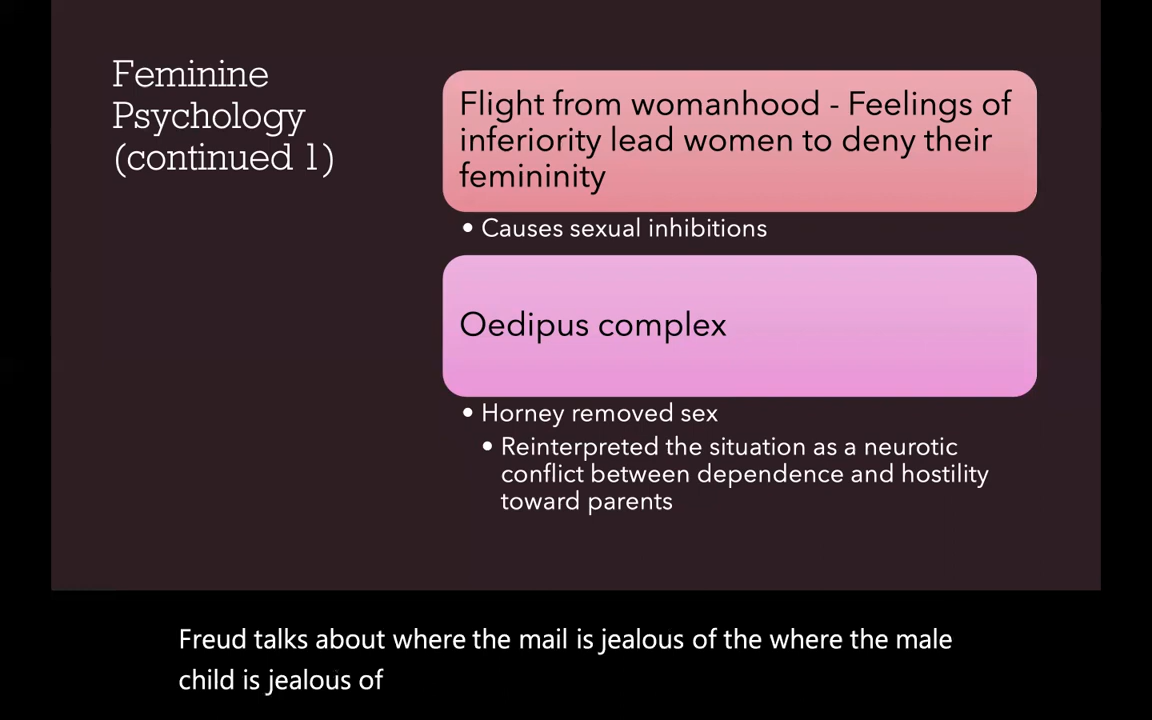 Feminine
Psychology
(continued 1)
Flight from womanhood - Feelings of
inferiority lead women to deny their
femininity
• Causes sexual inhibitions
Oedipus complex
• Horney removed sex
• Reinterpreted the situation as a neurotic
conflict between dependence and hostility
toward parents
Freud talks about where the mail is jealous of the where the male
child is jealous of